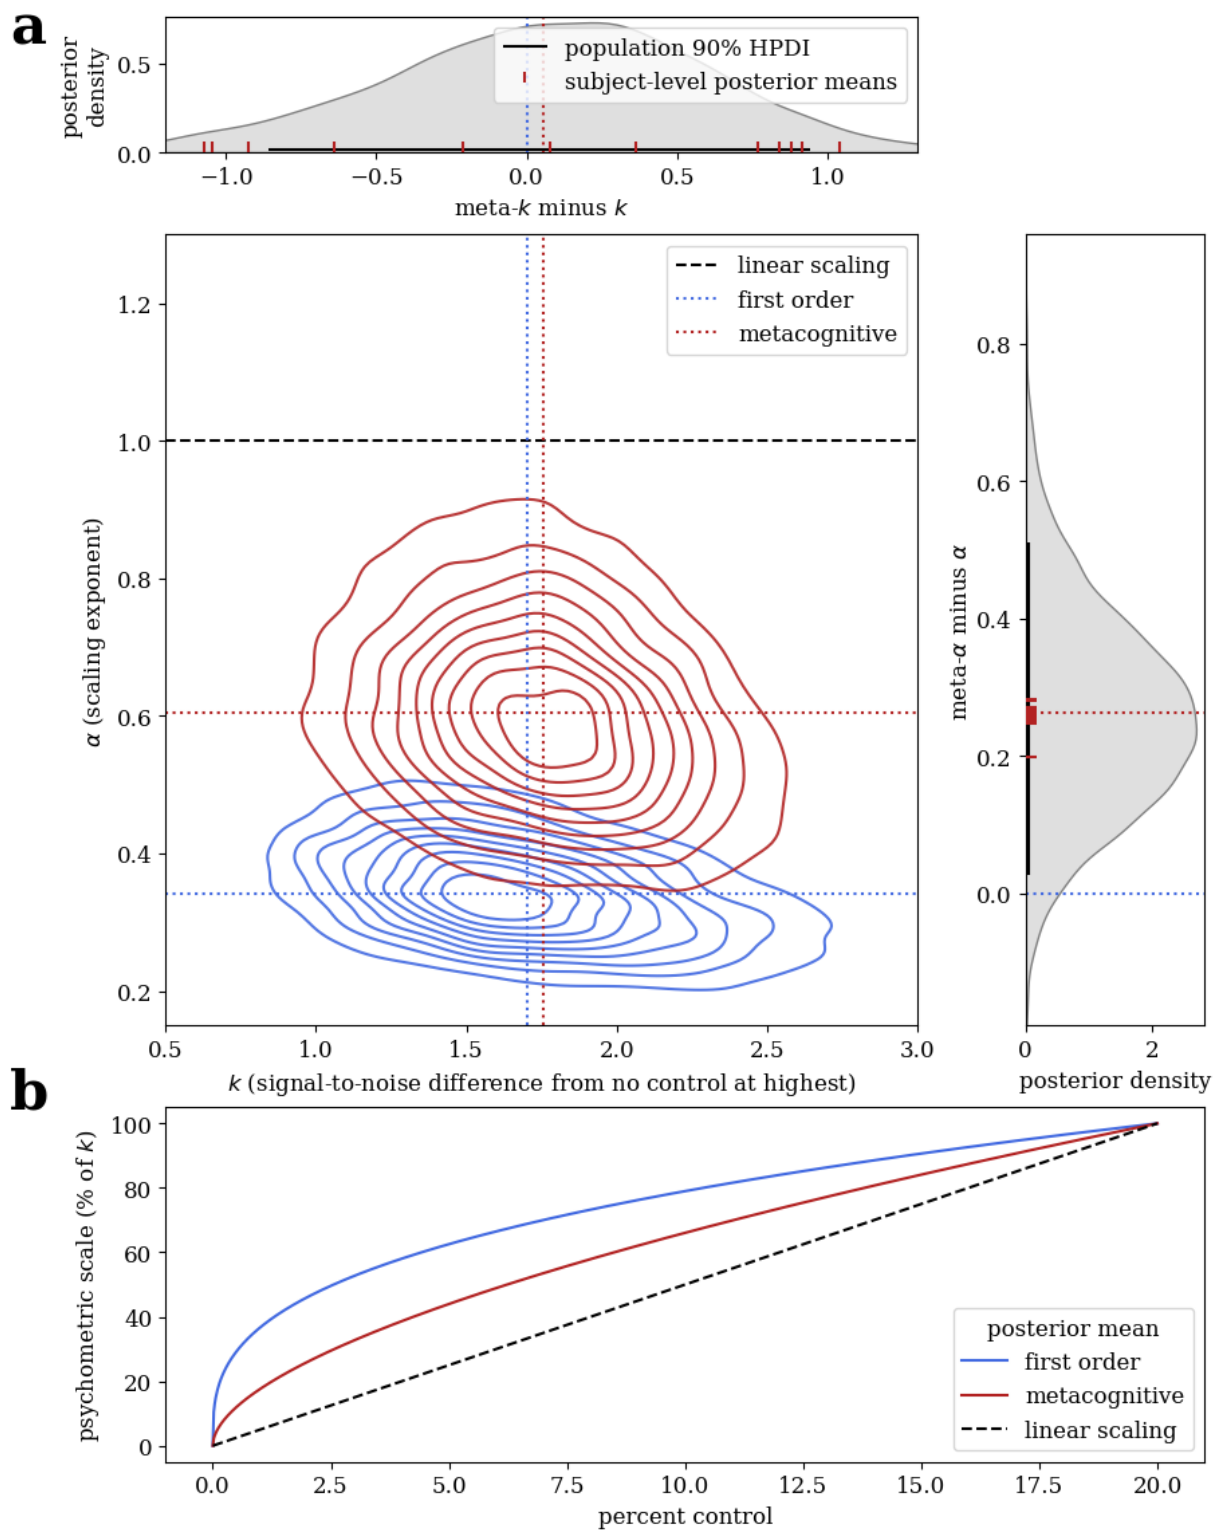 a
posterior
density
0.5
0.0
population 90% HPDI
subject-level posterior means
−1.0 −0.5 0.0 0.5 1.0
meta-k minus k
α (scaling exponent)
1.2
1.0
0.8
0.6
0.4
0.2
linear scaling
first order
metacognitive
0.5 1.0 1.5 2.0 2.5 3.0
k (signal-to-noise difference from no control at highest)
meta-α minus α
0.8
0.6
0.4
0.2
0.0
0 2
posterior density
b
psychometric scale (% of k)
100
80
60
40
20
0
posterior mean
first order
metacognitive
linear scaling
0.0 2.5 5.0 7.5 10.0 12.5 15.0 17.5 20.0
percent control